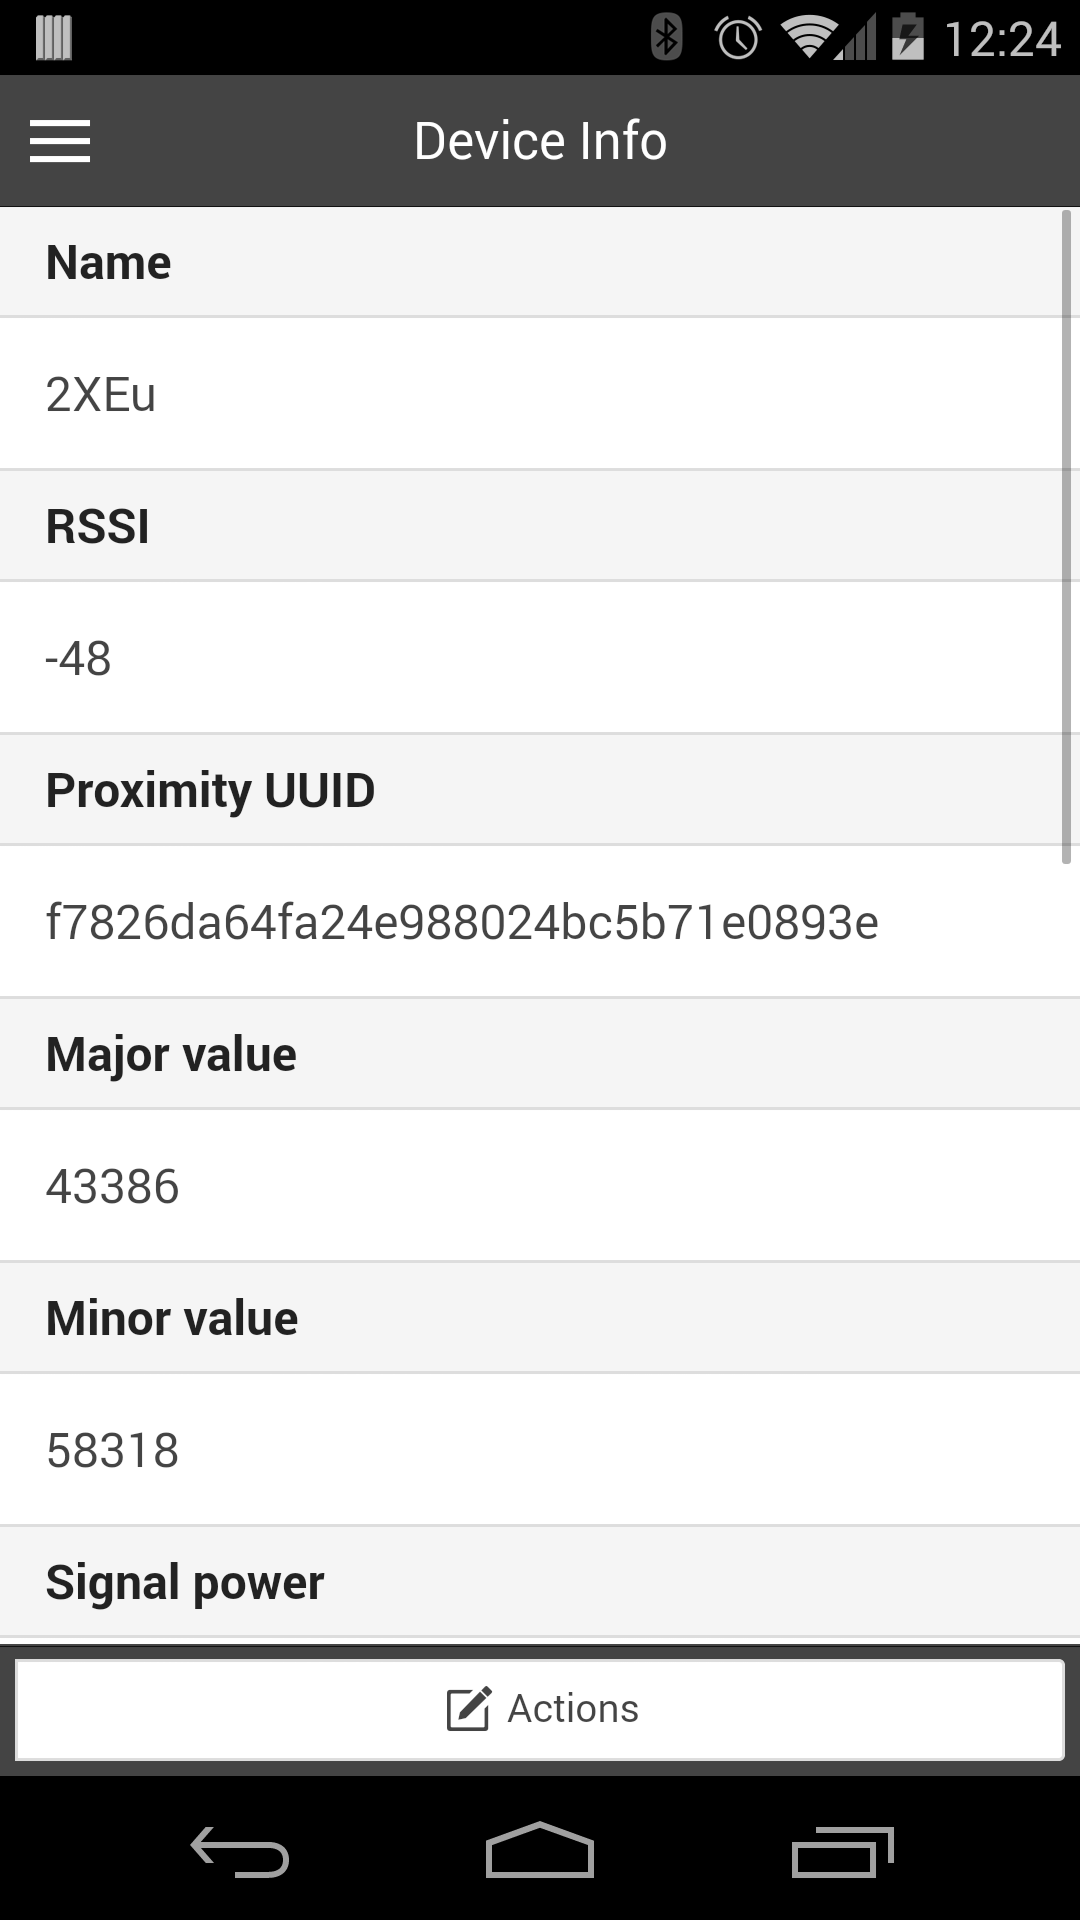 12:24
Device Info
Name
2XEu
RSSI
-48
Proximity UUID
f7826da64fa24e988024bc5b71e0893e
Major value
43386
Minor value
58318
Signal power
Actions